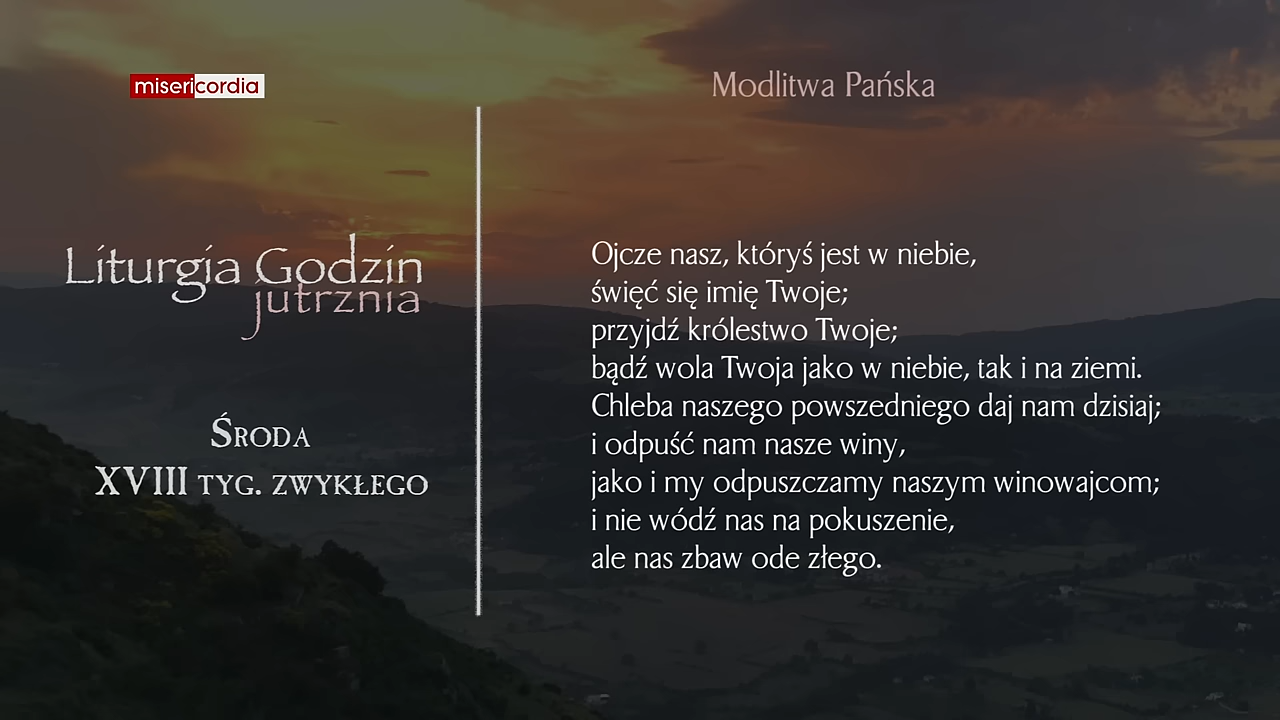 misericordia
Liturgia Godzin
jutrznia
Środa
XVIII tyg. zwykłego
Modlitwa Pańska
Ojcze nasz, któryś jest w niebie,
święć się imię Twoje;
przyjdź królestwo Twoje;
bądź wola Twoja jako w niebie, tak i na ziemi.
Chleba naszego powszedniego daj nam dzisiaj;
i odpuść nam nasze winy,
jako i my odpuszczamy naszym winowajcom;
i nie wódź nas na pokuszenie,
ale nas zbaw ode złego.